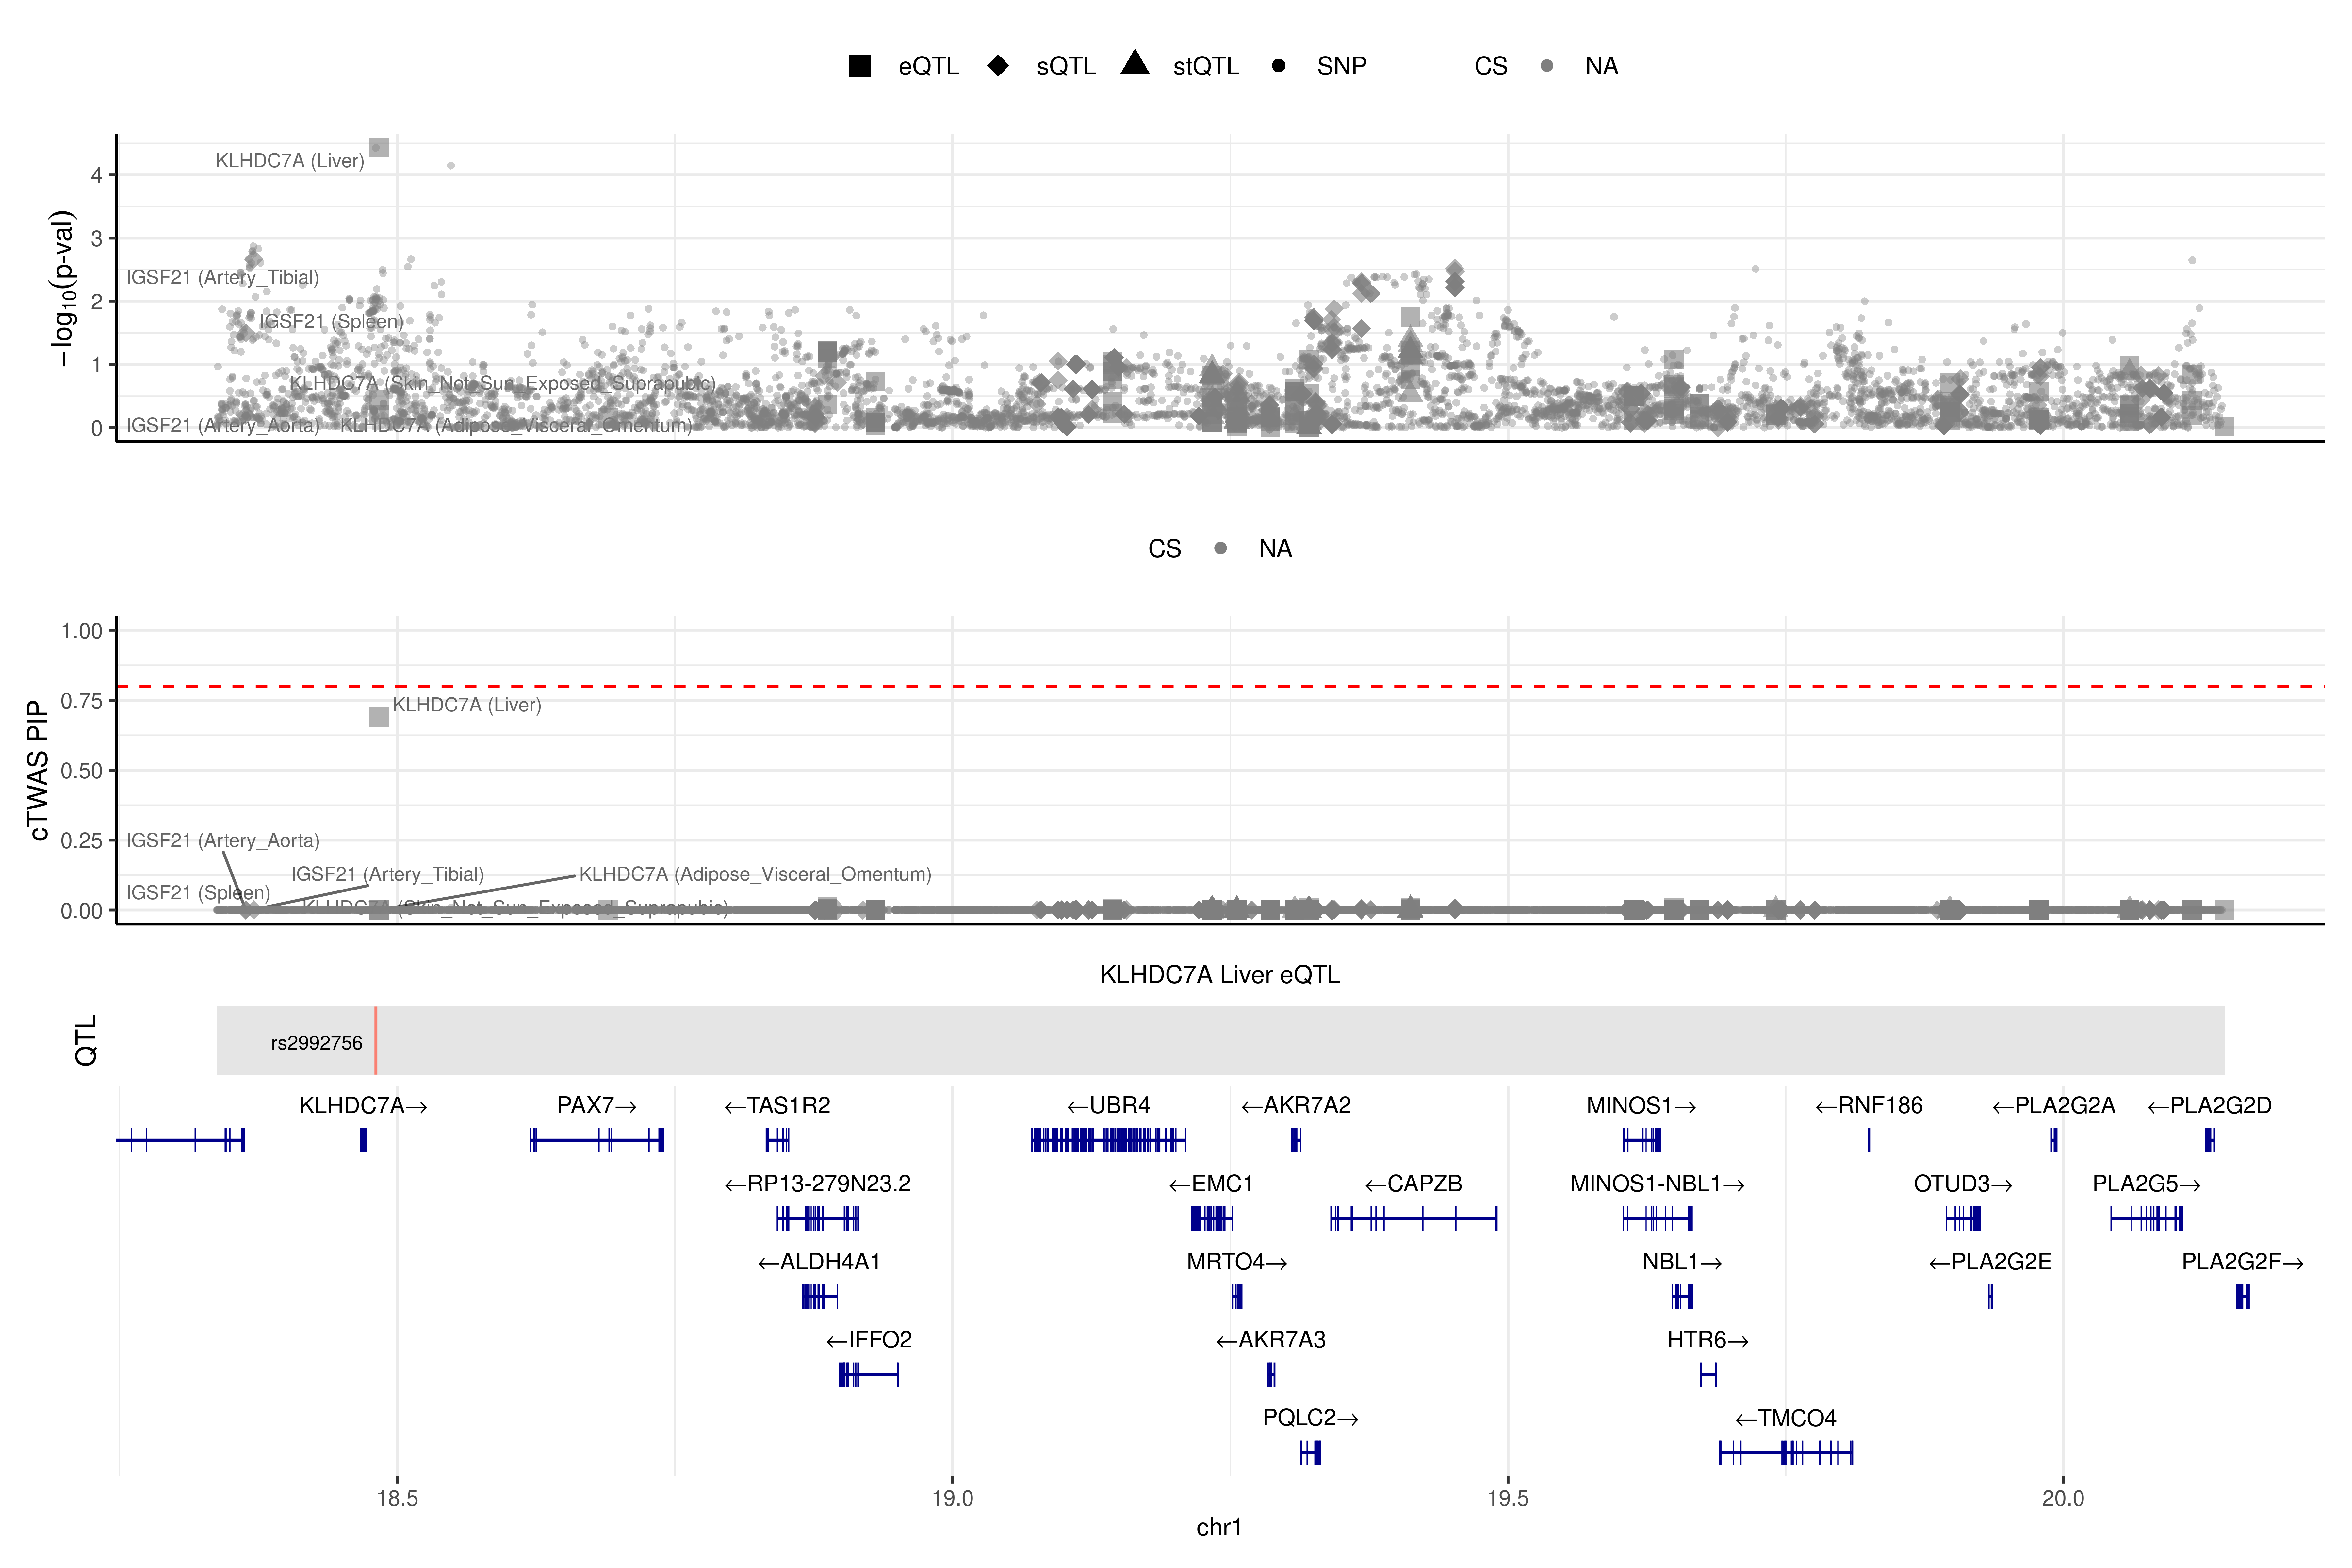 eQTL sQTL stQTL SNP CS NA
−log10(p-val)
4
3
2
1
0
KLHDC7A (Liver)
IGSF21 (Artery_Tibial)
IGSF21 (Spleen)
KLHDC7A (Skin_Not_Sun_Exposed_Suprapubic)
IGSF21 (Artery_Aorta) KLHDC7A (Adipose_Visceral_Omentum)
CS NA
cTWAS PIP
1.00
0.75
0.50
0.25
0.00
KLHDC7A (Liver)
IGSF21 (Artery_Aorta)
IGSF21 (Artery_Tibial) KLHDC7A (Adipose_Visceral_Omentum)
IGSF21 (Spleen)
KLHDC7A (Skin_Not_Sun_Exposed_Suprapubic)
KLHDC7A Liver eQTL
QTL
rs2992756
KLHDC7A→ PAX7→ ←TAS1R2 ←UBR4 ←AKR7A2 MINOS1→ ←RNF186 ←PLA2G2A ←PLA2G2D
←RP13-279N23.2 ←EMC1 ←CAPZB MINOS1-NBL1→ OTUD3→ PLA2G5→
←ALDH4A1 MRTO4→ NBL1→ ←PLA2G2E PLA2G2F→
←IFFO2 ←AKR7A3 HTR6→
PQLC2→ ←TMCO4
18.5 19.0 19.5 20.0
chr1